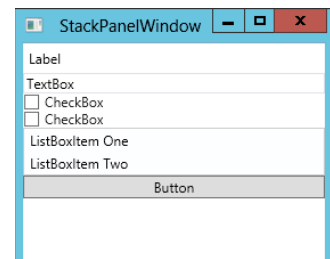 StackPanelWindow
Label
TextBox
CheckBox
CheckBox
ListBoxItem One
ListBoxItem Two
Button